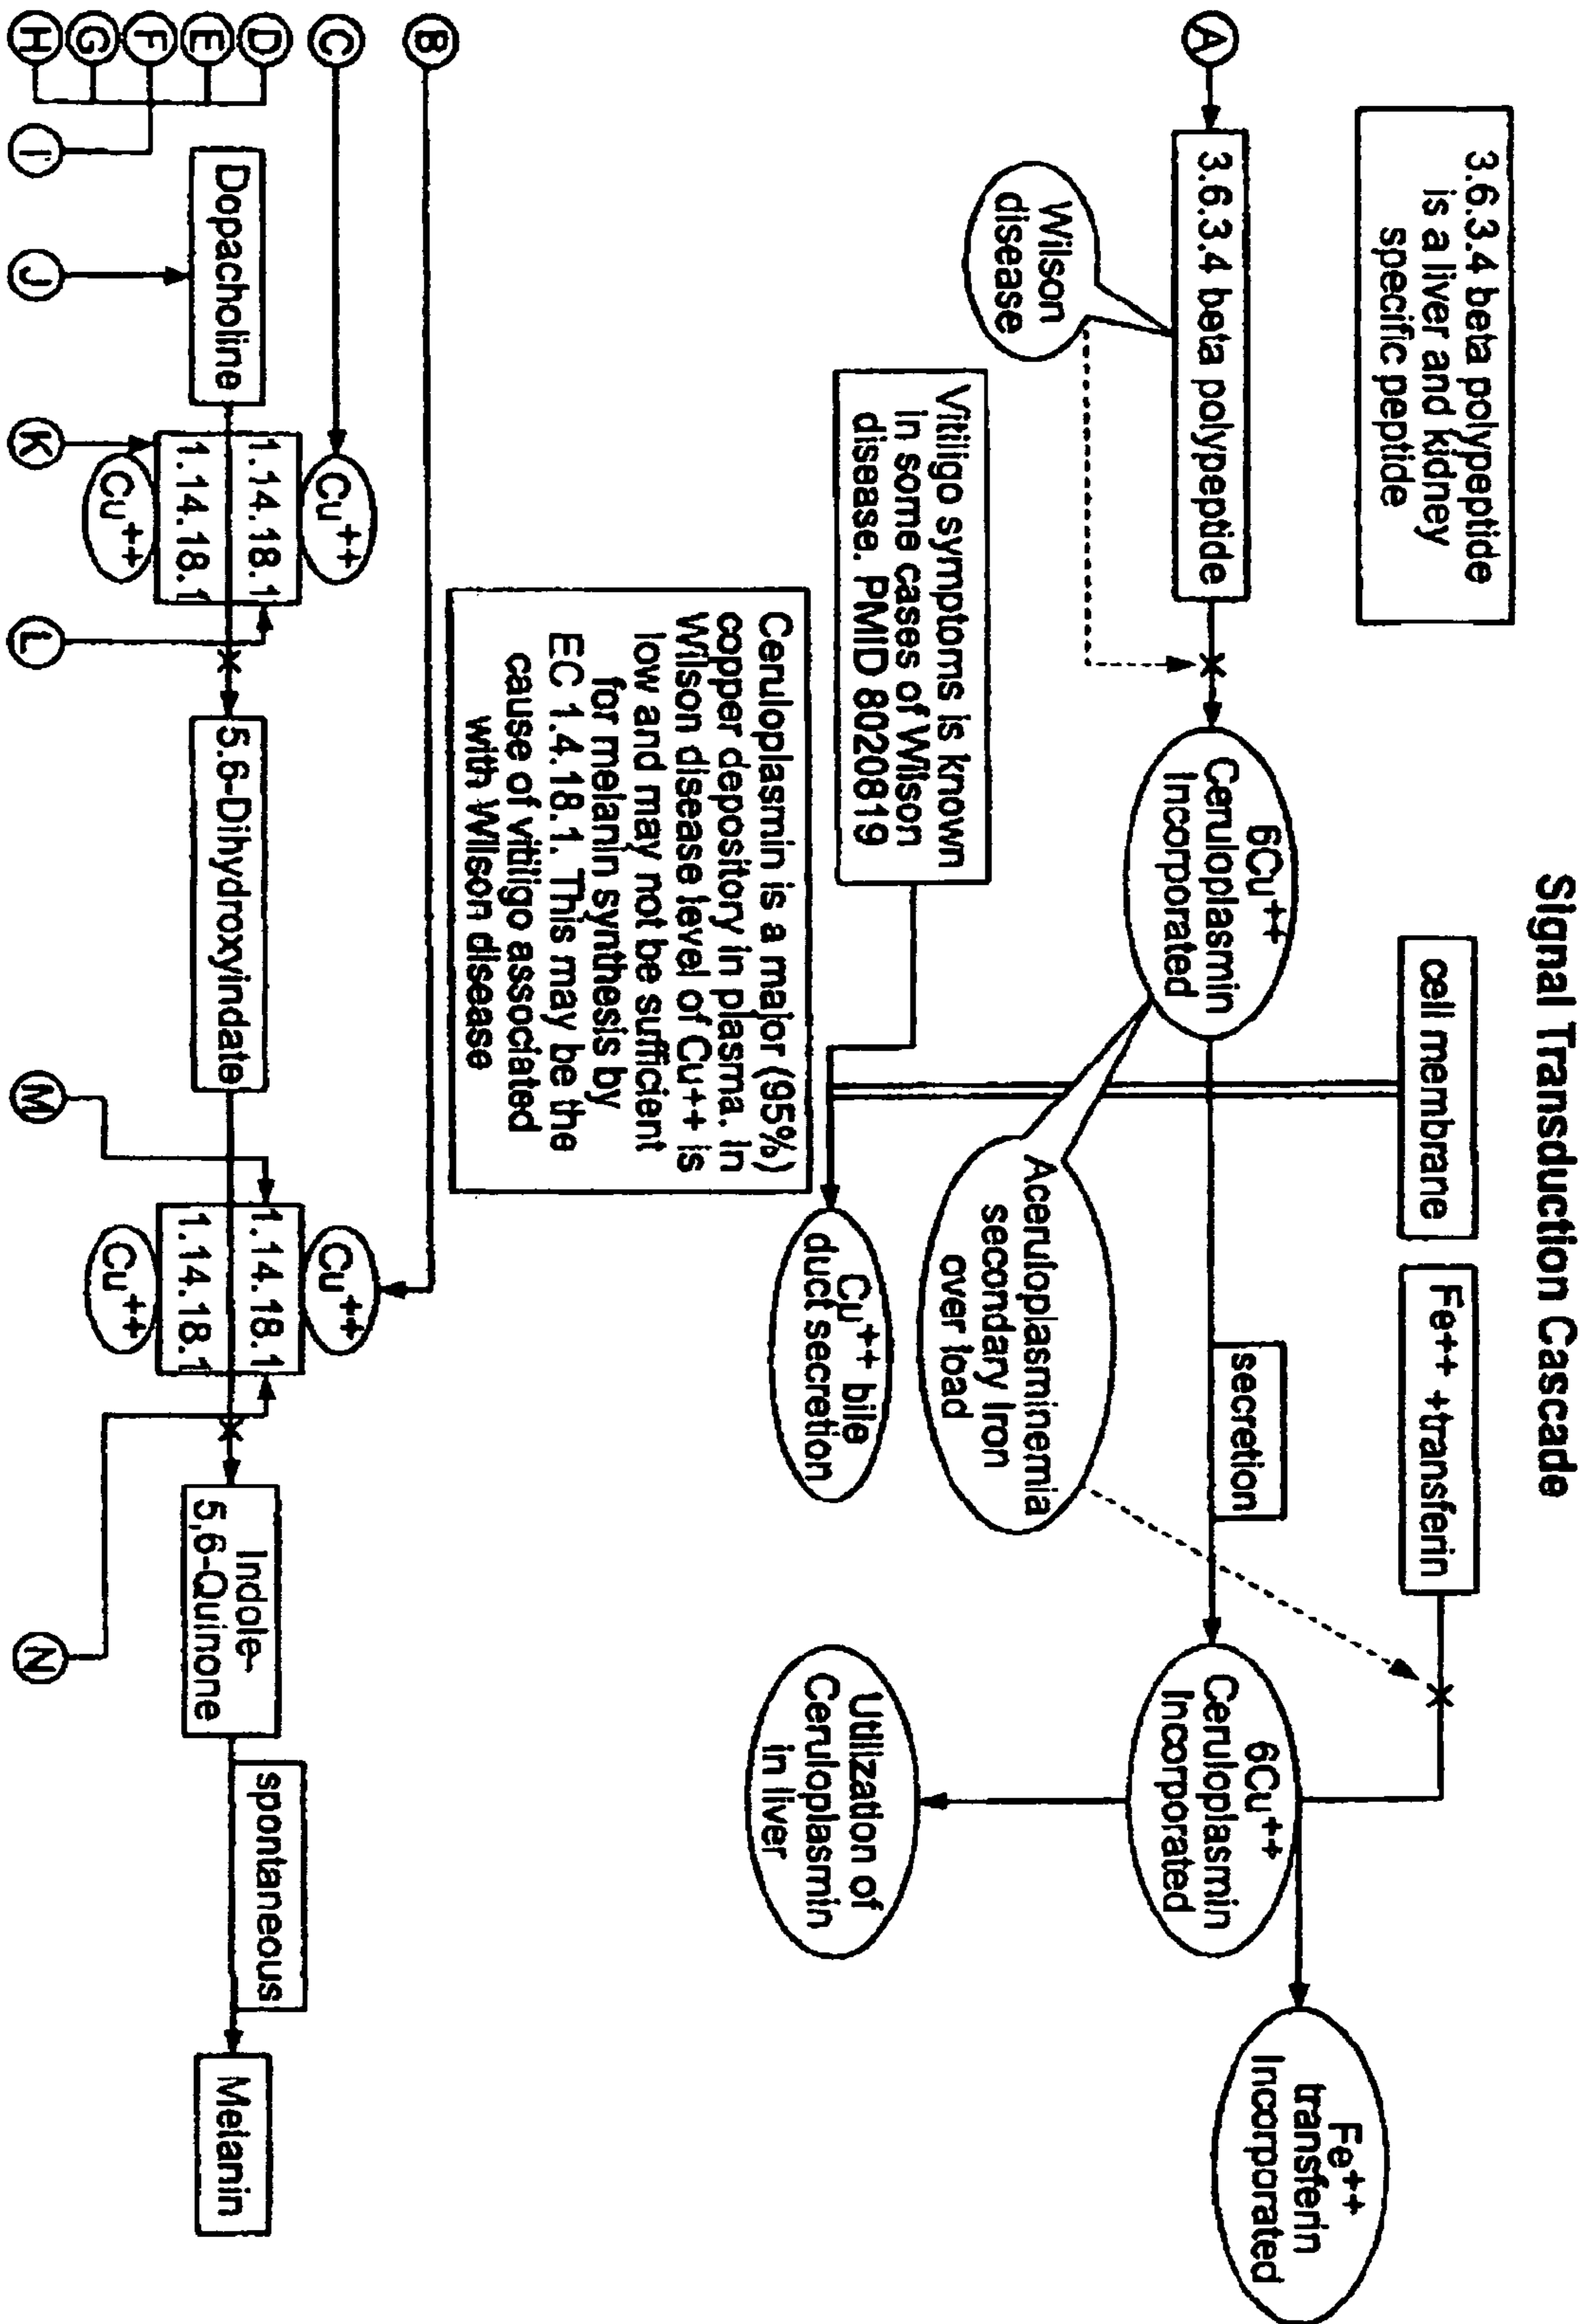 Signal Transduction Cascade
3.6.3.4 beta polypeptide
is a liver and kidney
specific peptide
cell membrane
Fe++ +transferin
A
3.6.3.4 beta polypeptide
6Cu++
Ceruloplasmin
Incorporated
secretion
6Cu++
Ceruloplasmin
Incorporated
Fe++
transferin
Incorporated
Wilson
disease
Aceruloplasminemia
secondary Iron
over load
Vitiligo symptoms is known
in some cases of Wilson
disease. PMID 8020819
Cu++ bile
duct secretion
Utilization of
Ceruloplasmin
in liver
Ceruloplasmin is a major (95%)
copper depository in plasma. In
Wilson disease level of Cu++ is
low and may not be sufficient
for melanin synthesis by
EC 1.4.18.1. This may be the
cause of vitiligo associated
with Wilson disease
B
C
Cu++
Cu++
D
E
F
G
H
I
Dopacholine
1.14.18.1
1.14.18.1
Cu++
5.6-Dihydroxyindate
1.14.18.1
1.14.18.1
Cu++
Indole-
5,6-Quinone
spontaneous
Melanin
J
K
L
M
N